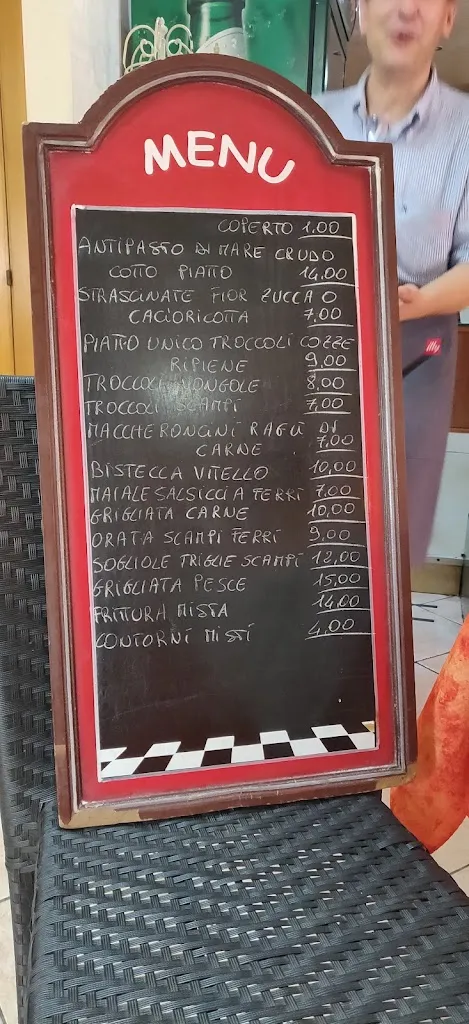 MENU
COPERTO 1.00
ANTIPASTO DI MARE CRUDO
COTTO PIATTO 14,00
STRASCINATE FIOR ZUCCA O
CACIORICOTTA 7,00
PIATTO UNICO TROCCOLI COZZE
RIPIENE 9,00
TROCCOLI VONGOLE 8,00
TROCCOLI SCAMPI 7,00
MACCHERONCINI RAGÙ DI
CARNE 7,00
BISTECCA VITELLO 10,00
MAIALE SALSICCIA FERRI 7,00
GRIGLIATA CARNE 10,00
ORATA SCAMPI FERRI 9,00
SOGLIOLE TRIGLIE SCAMPI 12,00
GRIGLIATA PESCE 15,00
FRITTURA MISTA 14,00
CONTORNI MISTI 4,00